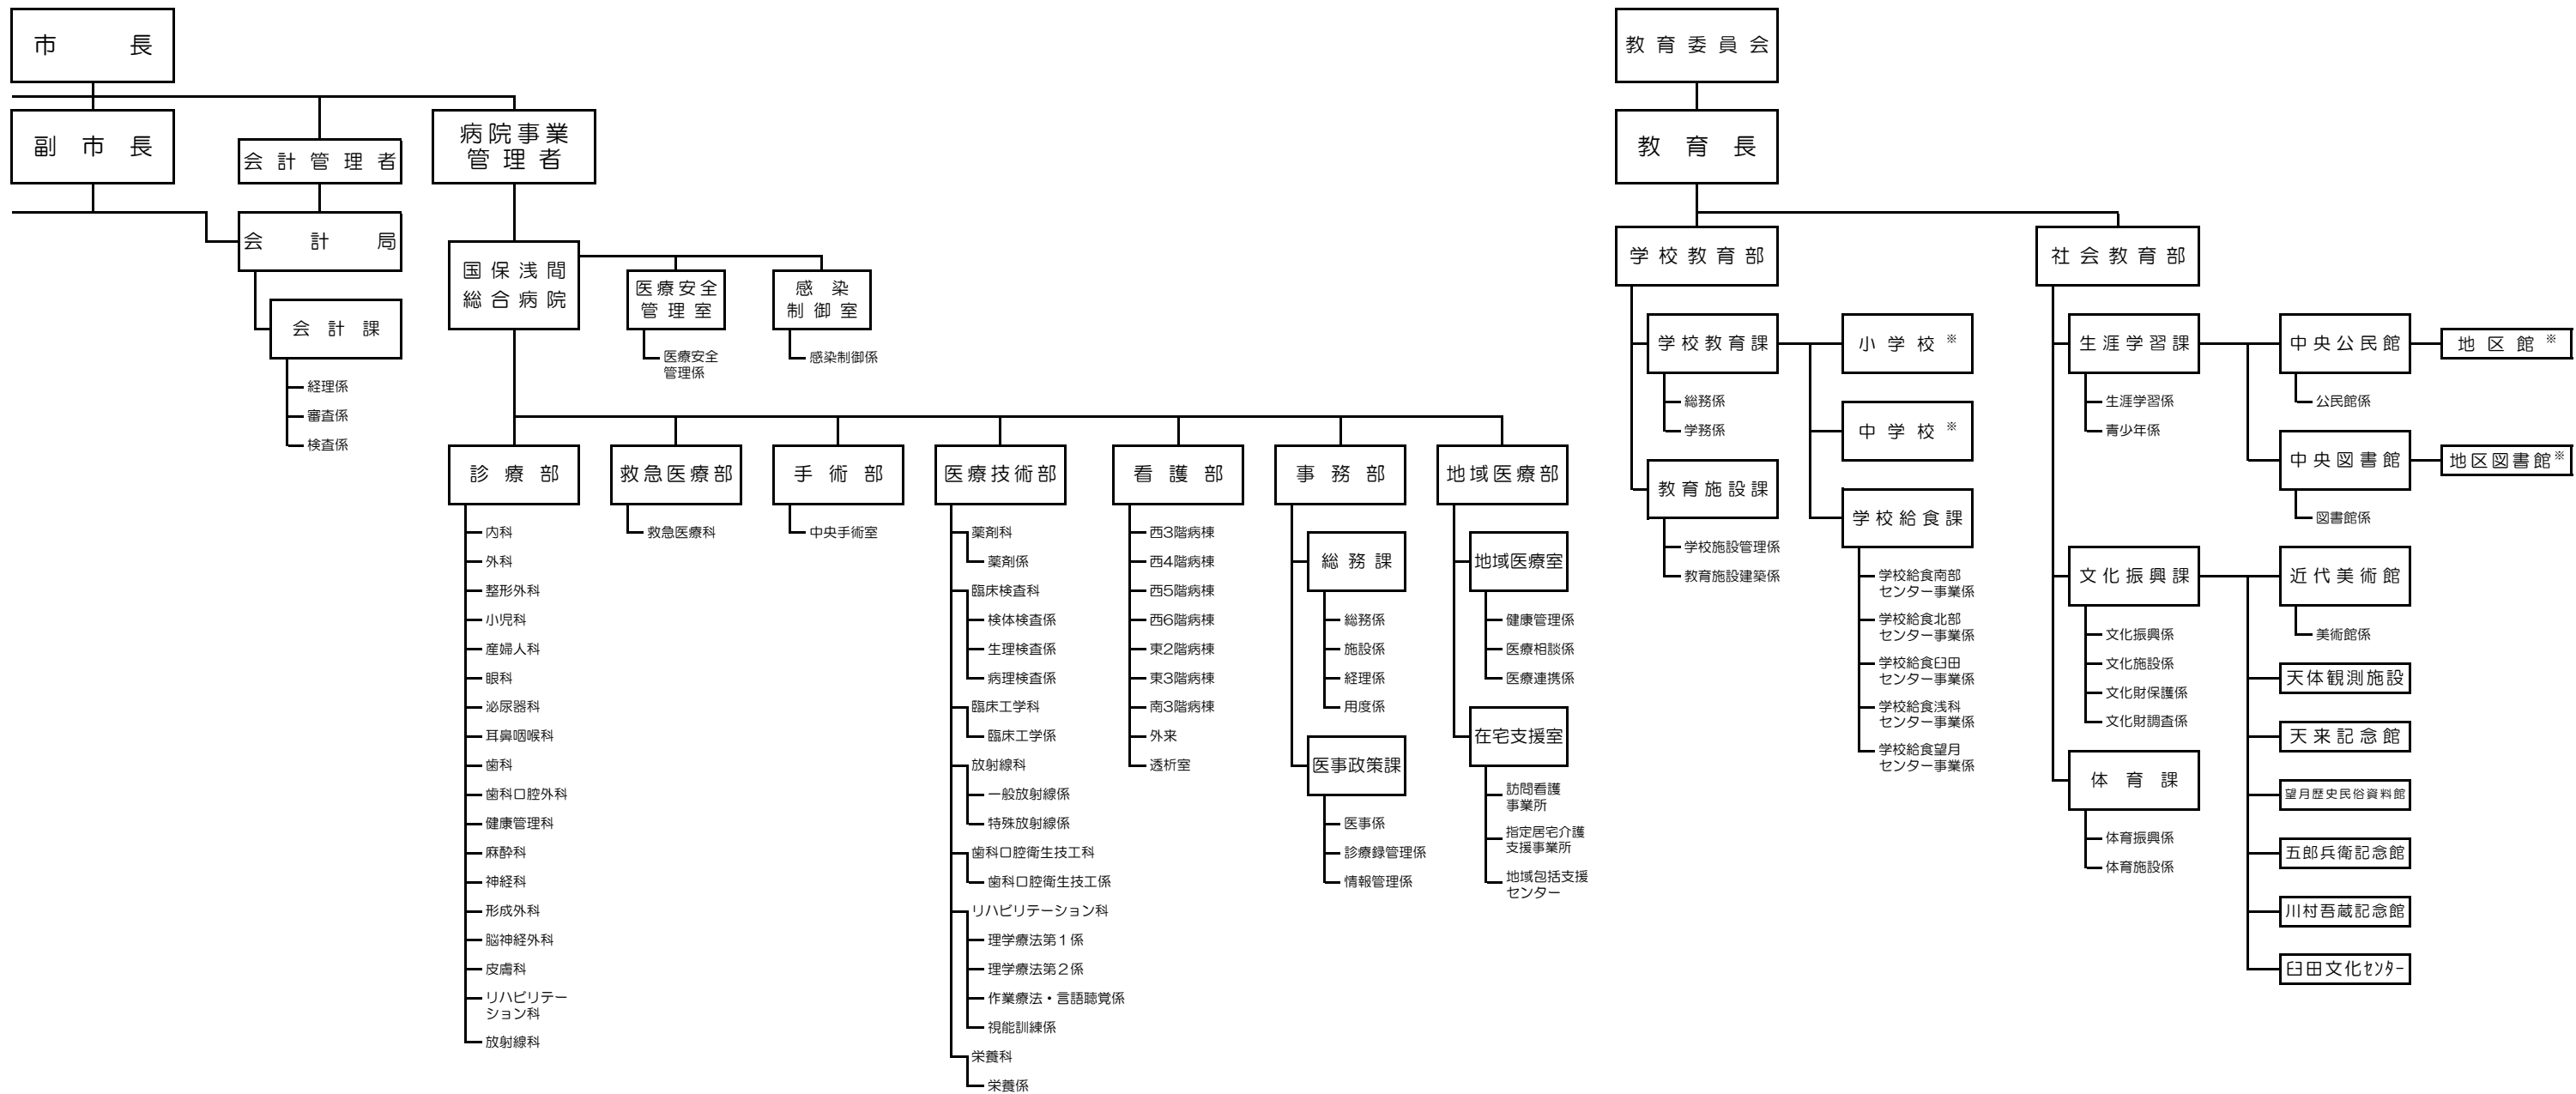 市長
副市長
会計管理者
病院事業
管理者
会計局
会計課
経理係
審査係
検査係
国保浅間
総合病院
医療安全
管理室
医療安全
管理係
感染
制御室
感染制御係
診療部
内科
外科
整形外科
小児科
産婦人科
眼科
泌尿器科
耳鼻咽喉科
歯科
歯科口腔外科
健康管理科
麻酔科
神経科
形成外科
脳神経外科
皮膚科
リハビリテー
ション科
放射線科
救急医療部
救急医療科
手術部
中央手術室
医療技術部
薬剤科
薬剤係
臨床検査科
検体検査係
生理検査係
病理検査係
臨床工学科
臨床工学係
放射線科
一般放射線係
特殊放射線係
歯科口腔衛生技工科
歯科口腔衛生技工係
リハビリテーション科
理学療法第1係
理学療法第2係
作業療法・言語聴覚係
視能訓練係
栄養科
栄養係
看護部
西3階病棟
西4階病棟
西5階病棟
西6階病棟
東2階病棟
東3階病棟
南3階病棟
外来
透析室
事務部
総務課
総務係
施設係
経理係
用度係
医事政策課
医事係
診療録管理係
情報管理係
地域医療部
地域医療室
健康管理係
医療相談係
医療連携係
在宅支援室
訪問看護
事業所
指定居宅介護
支援事業所
地域包括支援
センター
教育委員会
教育長
学校教育部
学校教育課
総務係
学務係
教育施設課
学校施設管理係
教育施設建築係
小学校※
中学校※
学校給食課
学校給食南部
センター事業係
学校給食北部
センター事業係
学校給食臼田
センター事業係
学校給食浅科
センター事業係
学校給食望月
センター事業係
社会教育部
生涯学習課
生涯学習係
青少年係
文化振興課
文化振興係
文化施設係
文化財保護係
文化財調査係
体育課
体育振興係
体育施設係
中央公民館
公民館係
地区館※
中央図書館
図書館係
地区図書館※
近代美術館
美術館係
天体観測施設
天来記念館
望月歴史民俗資料館
五郎兵衛記念館
川村吾蔵記念館
臼田文化ｾﾝﾀｰ